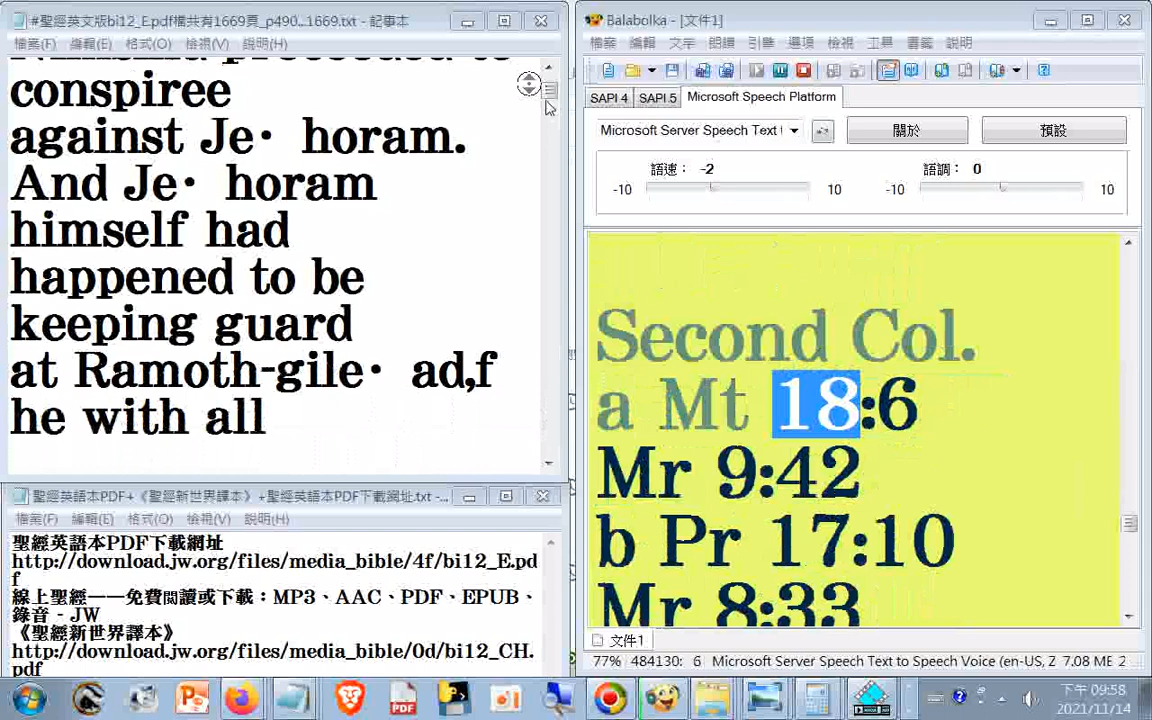 #聖經英文版bi12_E.pdf檔共有1669頁_p490...1669.txt - 記事本
檔案(F) 編輯(E) 格式(O) 檢視(V) 說明(H)
conspiree
against Je· horam.
And Je· horam
himself had
happened to be
keeping guard
at Ramoth-gile· ad,f
he with all
聖經英語本PDF+《聖經新世界譯本》+聖經英語本PDF下載網址.txt -...
檔案(F) 編輯(E) 格式(O) 檢視(V) 說明(H)
聖經英語本PDF下載網址
http://download.jw.org/files/media_bible/4f/bi12_E.pd
f
線上聖經——免費閱讀或下載：MP3、AAC、PDF、EPUB、
錄音 - JW
《聖經新世界譯本》
http://download.jw.org/files/media_bible/0d/bi12_CH.
pdf
Balabolka - [文件1]
檔案 編輯 文字 朗讀 引擎 選項 檢視 工具 書籤 說明
SAPI 4 SAPI 5 Microsoft Speech Platform
Microsoft Server Speech Text 關於 預設
語速： -2 語調： 0
-10 10 -10 10
Second Col.
a Mt 18:6
Mr 9:42
b Pr 17:10
Mr 8:33
文件1
77% 484130: 6 Microsoft Server Speech Text to Speech Voice (en-US, Z 7.08 ME 2
PDF
下午 09:58
2021/11/14